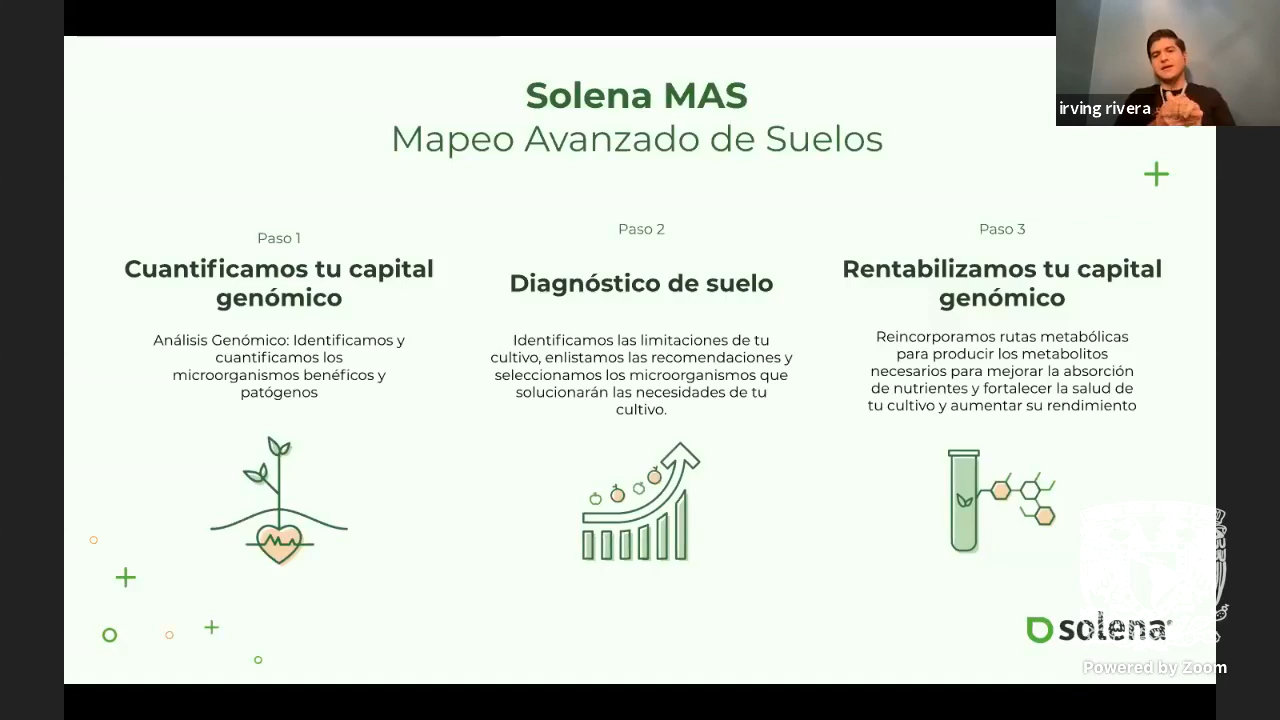 irving rivera
Solena MAS
Mapeo Avanzado de Suelos
Paso 1
Cuantificamos tu capital
genómico
Análisis Genómico: Identificamos y
cuantificamos los
microorganismos benéficos y
patógenos
Paso 2
Diagnóstico de suelo
Identificamos las limitaciones de tu
cultivo, enlistamos las recomendaciones y
seleccionamos los microorganismos que
solucionarán las necesidades de tu
cultivo.
Paso 3
Rentabilizamos tu capital
genómico
Reincorporamos rutas metabólicas
para producir los metabolitos
necesarios para mejorar la absorción
de nutrientes y fortalecer la salud de
tu cultivo y aumentar su rendimiento
solena
Powered by Zoom